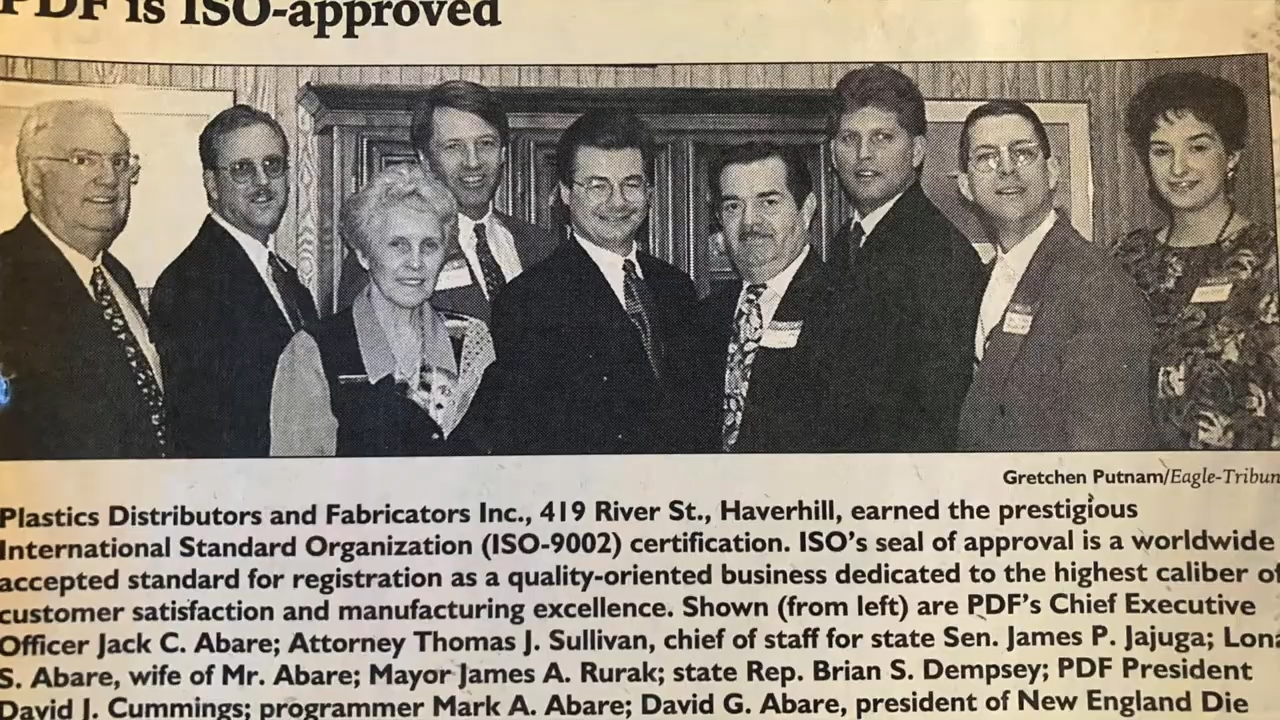 PDF is ISO-approved
Gretchen Putnam/Eagle-Tribun
Plastics Distributors and Fabricators Inc., 419 River St., Haverhill, earned the prestigious
International Standard Organization (ISO-9002) certification. ISO's seal of approval is a worldwide
accepted standard for registration as a quality-oriented business dedicated to the highest caliber of
customer satisfaction and manufacturing excellence. Shown (from left) are PDF's Chief Executive
Officer Jack C. Abare; Attorney Thomas J. Sullivan, chief of staff for state Sen. James P. Jajuga; Lona
S. Abare, wife of Mr. Abare; Mayor James A. Rurak; state Rep. Brian S. Dempsey; PDF President
David J. Cummings; programmer Mark A. Abare; David G. Abare, president of New England Die